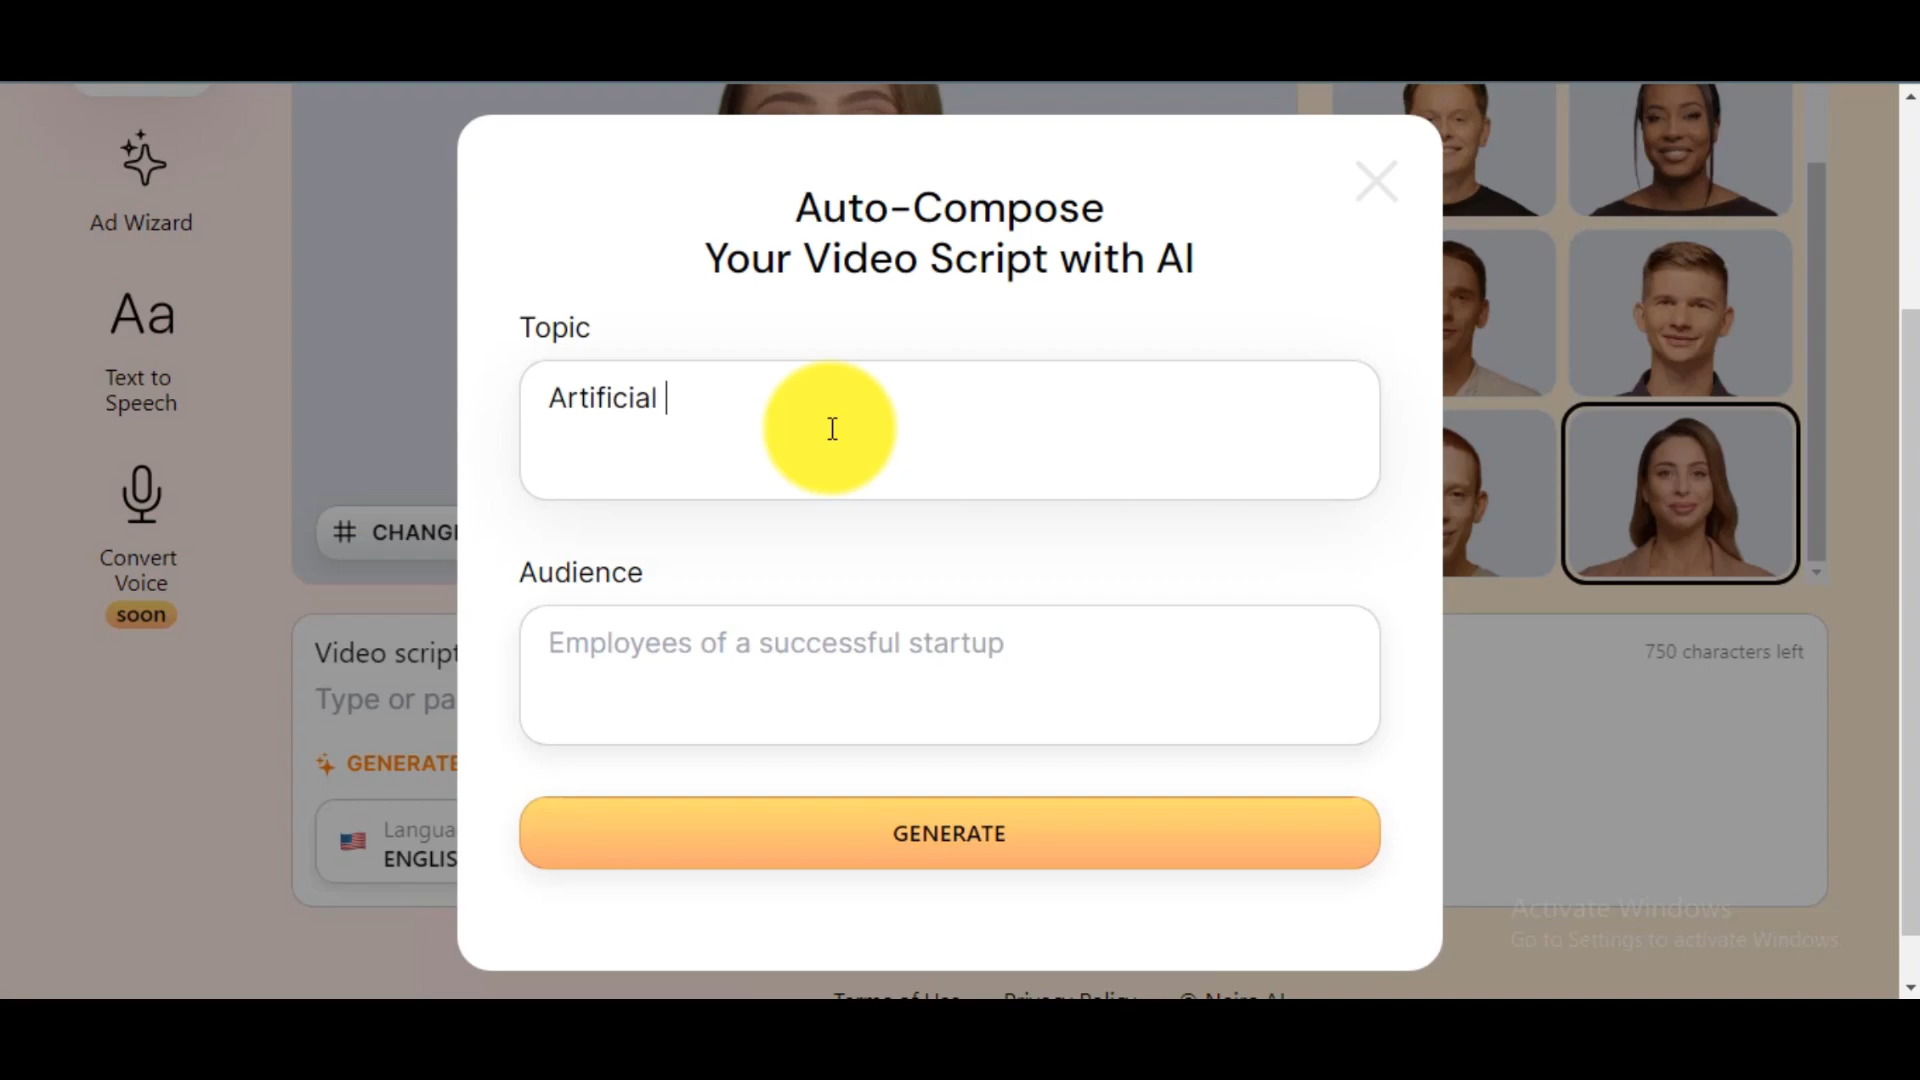 Auto-Compose
Your Video Script with AI
Topic
Artificial
Audience
Employees of a successful startup
GENERATE
Ad Wizard
Aa
Text to
Speech
Convert
Voice
soon
# CHANG
Video script
Type or pa
GENERATE
Langua
ENGLIS
750 characters left
Activate Windows
Go to Settings to activate Windows.